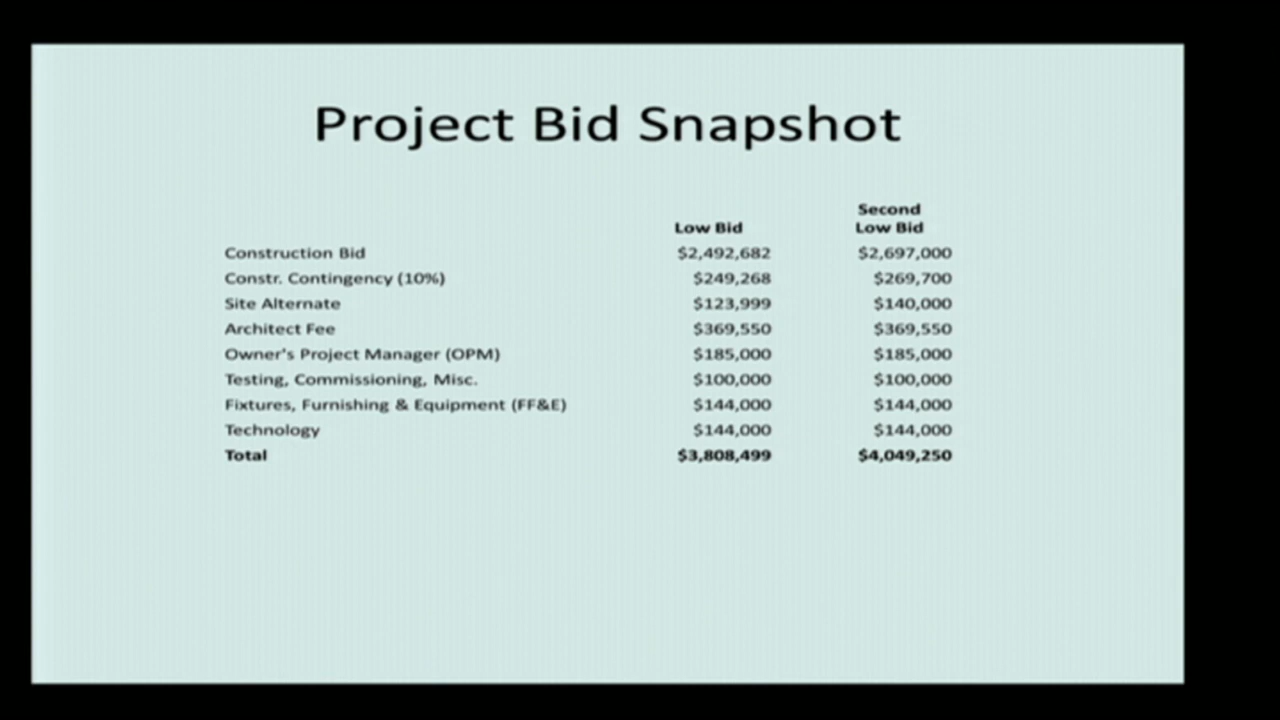 Project Bid Snapshot
Second
Low Bid Low Bid
Construction Bid $2,492,682 $2,697,000
Constr. Contingency (10%) $249,268 $269,700
Site Alternate $123,999 $140,000
Architect Fee $369,550 $369,550
Owner's Project Manager (OPM) $185,000 $185,000
Testing, Commissioning, Misc. $100,000 $100,000
Fixtures, Furnishing & Equipment (FF&E) $144,000 $144,000
Technology $144,000 $144,000
Total $3,808,499 $4,049,250